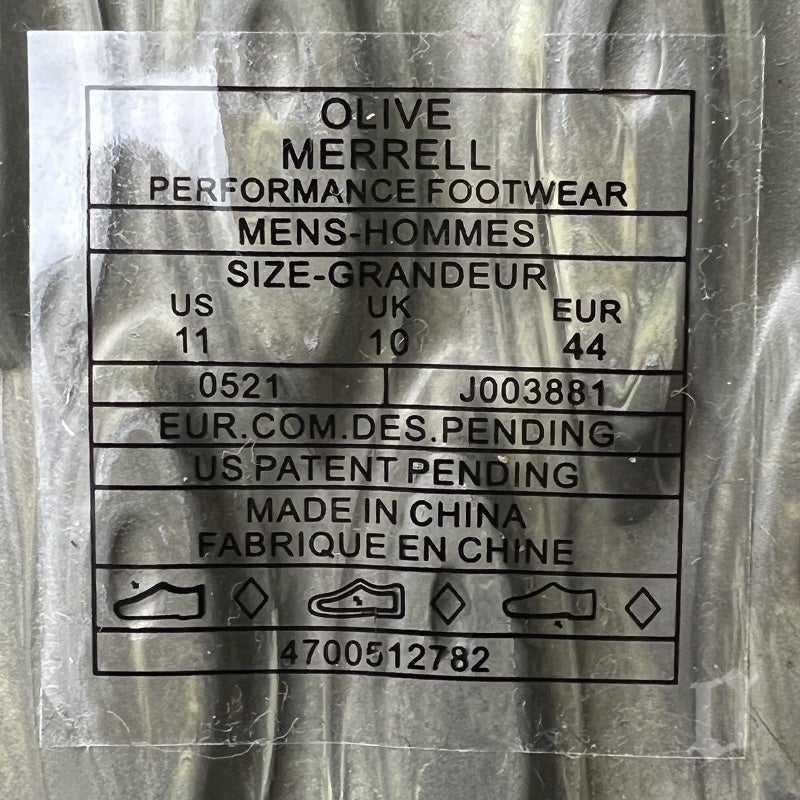 OLIVE
MERRELL
PERFORMANCE FOOTWEAR
MENS-HOMMES
SIZE-GRANDEUR
US UK EUR
11 10 44
0521 J003881
EUR.COM.DES.PENDING
US PATENT PENDING
MADE IN CHINA
FABRIQUE EN CHINE
4700512782